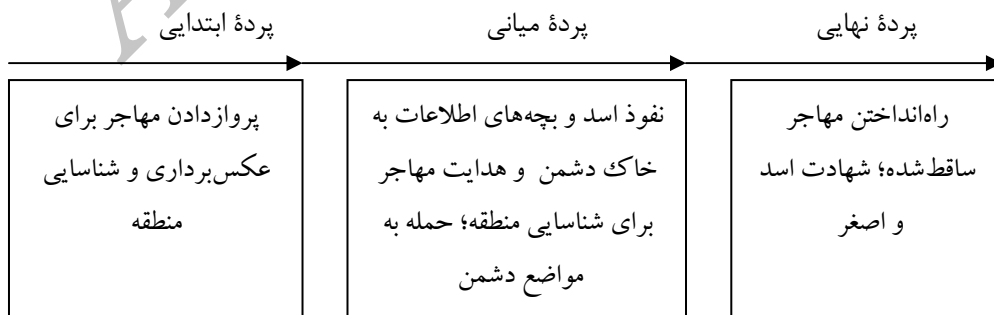 پردهٔ ابتدایی
پردهٔ میانی
پردهٔ نهایی
پروازدادن مهاجر برای
عکس‌برداری و شناسایی
منطقه
نفوذ اسد و بچه‌های اطلاعات به
خاک دشمن و هدایت مهاجر
برای شناسایی منطقه؛ حمله به
مواضع دشمن
راه‌انداختن مهاجر
ساقط‌شده؛ شهادت اسد
و اصغر